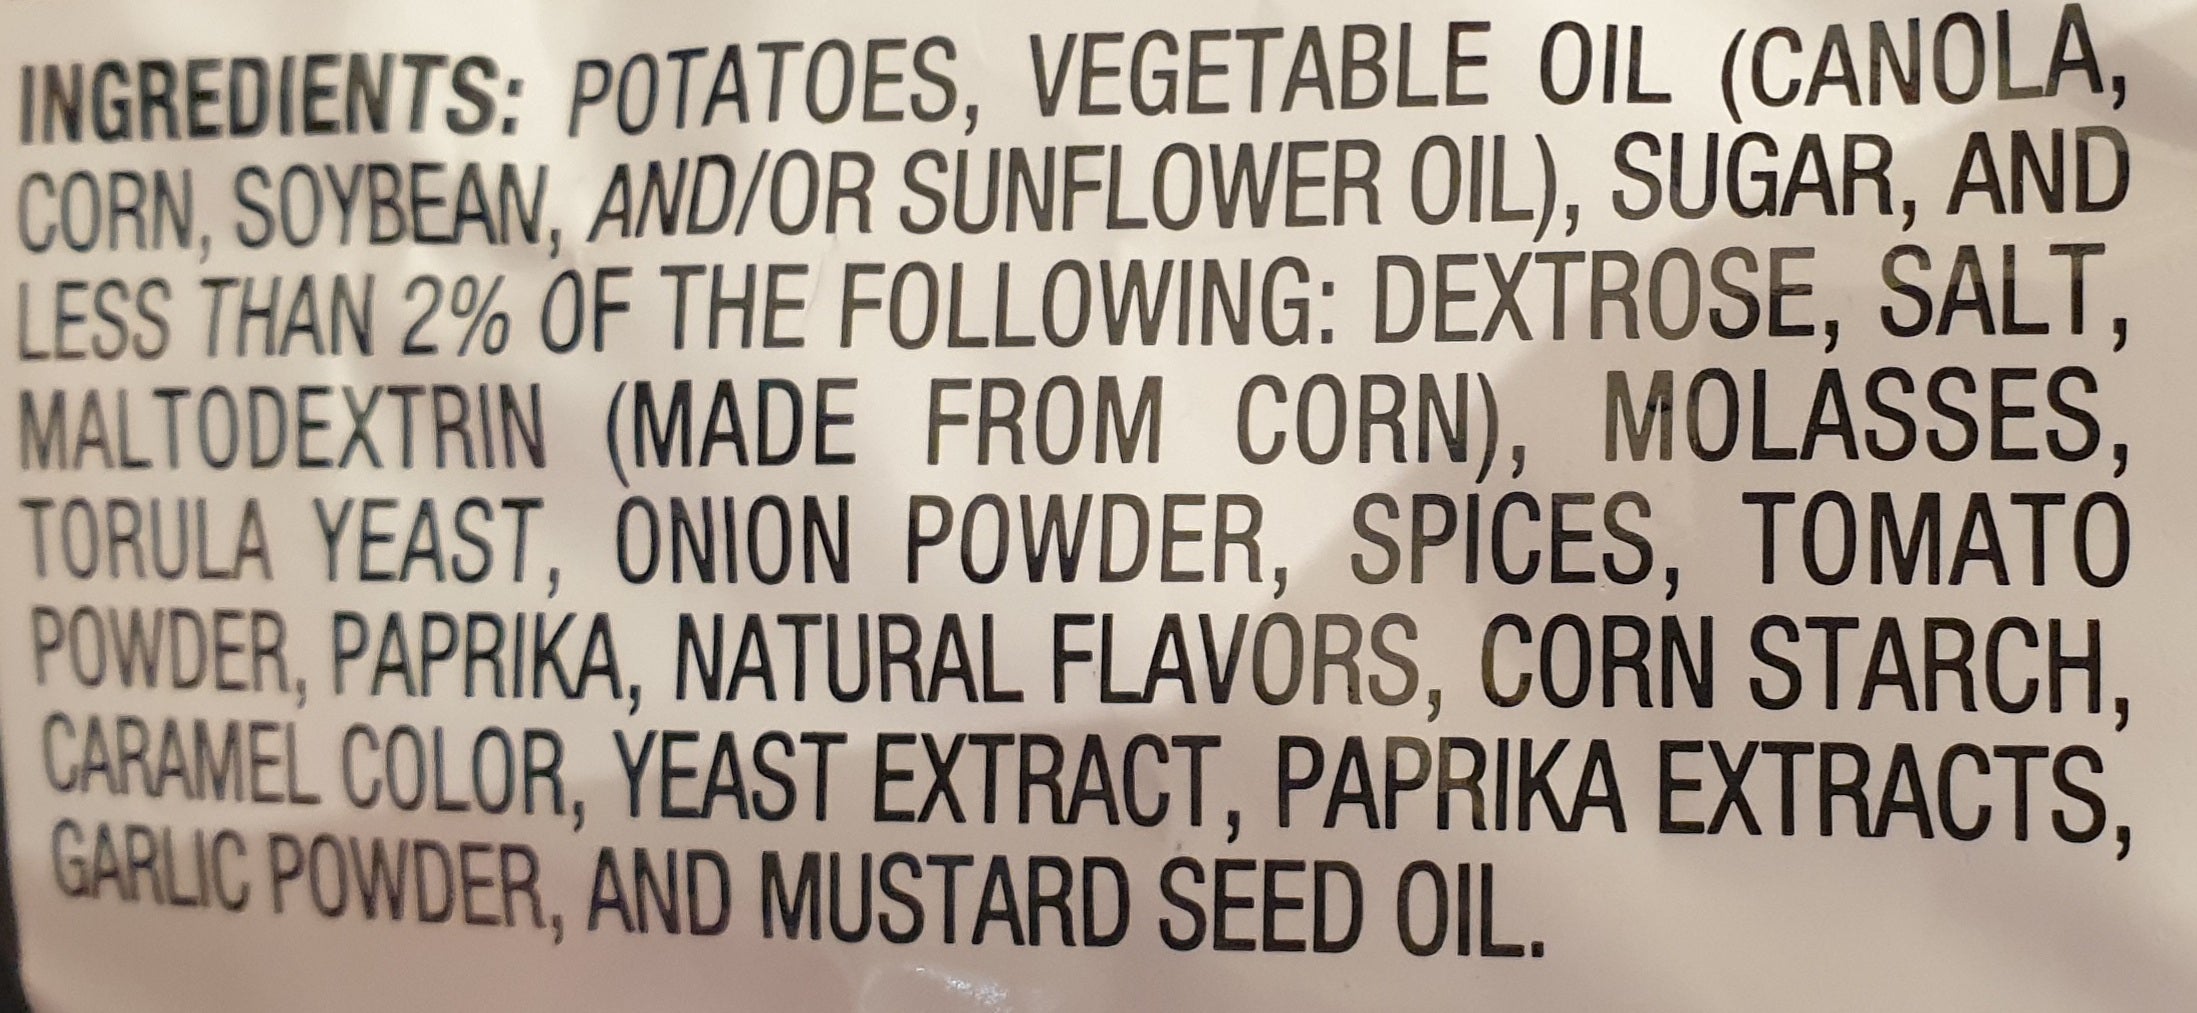 INGREDIENTS: POTATOES, VEGETABLE OIL (CANOLA,
CORN, SOYBEAN, AND/OR SUNFLOWER OIL), SUGAR, AND
LESS THAN 2% OF THE FOLLOWING: DEXTROSE, SALT,
MALTODEXTRIN (MADE FROM CORN), MOLASSES,
TORULA YEAST, ONION POWDER, SPICES, TOMATO
POWDER, PAPRIKA, NATURAL FLAVORS, CORN STARCH,
CARAMEL COLOR, YEAST EXTRACT, PAPRIKA EXTRACTS,
GARLIC POWDER, AND MUSTARD SEED OIL.